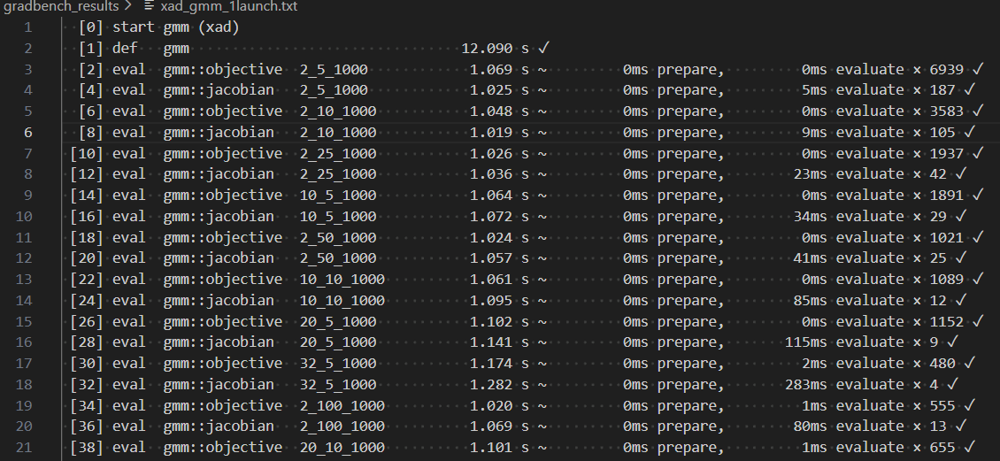 gradbench_results > xad_gmm_1launch.txt
1 [0] start gmm (xad)
2 [1] def gmm 12.090 s ✓
3 [2] eval gmm::objective 2_5_1000 1.069 s ~ 0ms prepare, 0ms evaluate × 6939 ✓
4 [4] eval gmm::jacobian 2_5_1000 1.025 s ~ 0ms prepare, 5ms evaluate × 187 ✓
5 [6] eval gmm::objective 2_10_1000 1.048 s ~ 0ms prepare, 0ms evaluate × 3583 ✓
6 [8] eval gmm::jacobian 2_10_1000 1.019 s ~ 0ms prepare, 9ms evaluate × 105 ✓
7 [10] eval gmm::objective 2_25_1000 1.026 s ~ 0ms prepare, 0ms evaluate × 1937 ✓
8 [12] eval gmm::jacobian 2_25_1000 1.036 s ~ 0ms prepare, 23ms evaluate × 42 ✓
9 [14] eval gmm::objective 10_5_1000 1.064 s ~ 0ms prepare, 0ms evaluate × 1891 ✓
10 [16] eval gmm::jacobian 10_5_1000 1.072 s ~ 0ms prepare, 34ms evaluate × 29 ✓
11 [18] eval gmm::objective 2_50_1000 1.024 s ~ 0ms prepare, 0ms evaluate × 1021 ✓
12 [20] eval gmm::jacobian 2_50_1000 1.057 s ~ 0ms prepare, 41ms evaluate × 25 ✓
13 [22] eval gmm::objective 10_10_1000 1.061 s ~ 0ms prepare, 0ms evaluate × 1089 ✓
14 [24] eval gmm::jacobian 10_10_1000 1.095 s ~ 0ms prepare, 85ms evaluate × 12 ✓
15 [26] eval gmm::objective 20_5_1000 1.102 s ~ 0ms prepare, 0ms evaluate × 1152 ✓
16 [28] eval gmm::jacobian 20_5_1000 1.141 s ~ 0ms prepare, 115ms evaluate × 9 ✓
17 [30] eval gmm::objective 32_5_1000 1.174 s ~ 0ms prepare, 2ms evaluate × 480 ✓
18 [32] eval gmm::jacobian 32_5_1000 1.282 s ~ 0ms prepare, 283ms evaluate × 4 ✓
19 [34] eval gmm::objective 2_100_1000 1.020 s ~ 0ms prepare, 1ms evaluate × 555 ✓
20 [36] eval gmm::jacobian 2_100_1000 1.069 s ~ 0ms prepare, 80ms evaluate × 13 ✓
21 [38] eval gmm::objective 20_10_1000 1.101 s ~ 0ms prepare, 1ms evaluate × 655 ✓